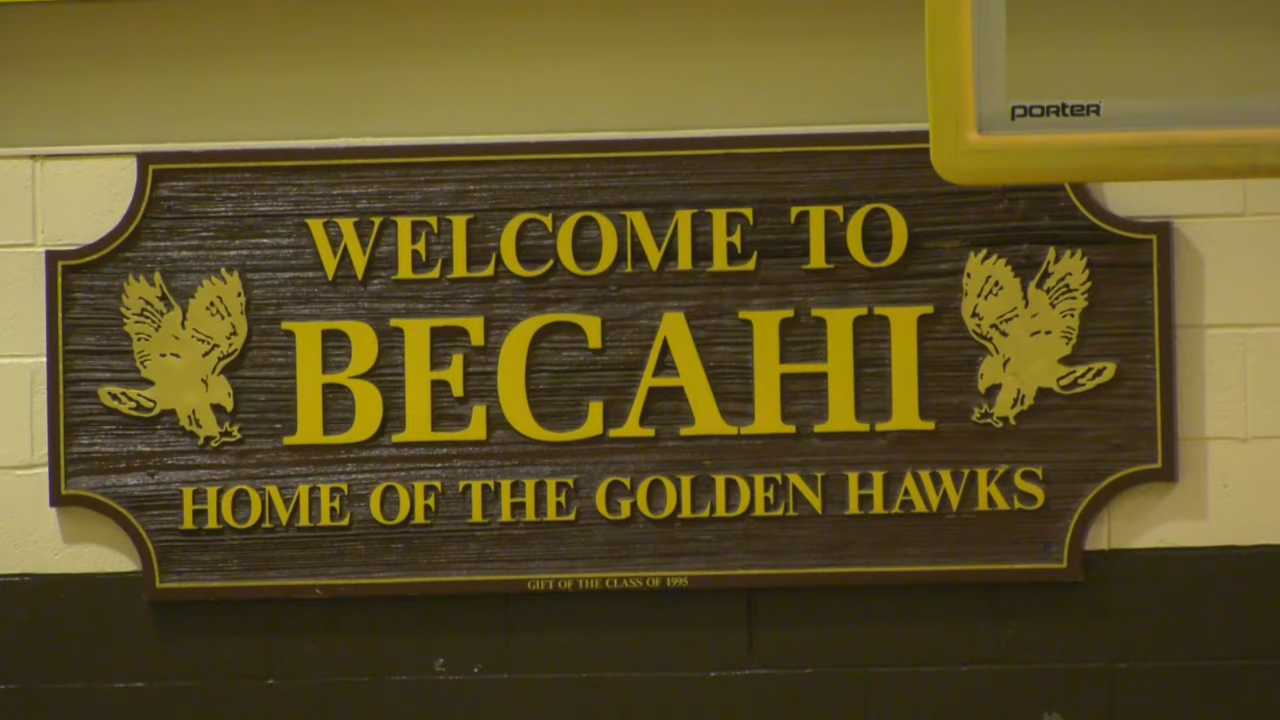 porter
WELCOME TO
BECAHI
HOME OF THE GOLDEN HAWKS
GIFT OF THE CLASS OF 1995